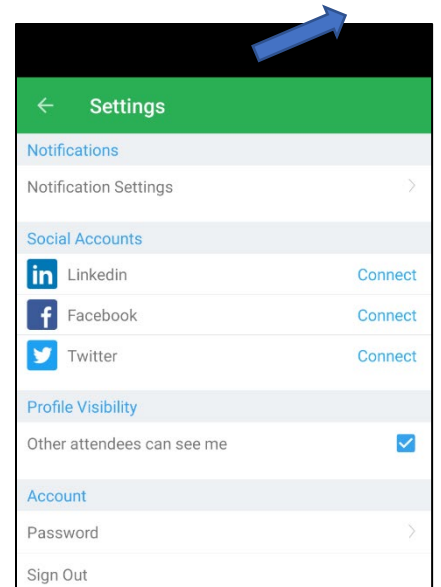 Settings
Notifications
Notification Settings
Social Accounts
in Linkedin Connect
f Facebook Connect
Twitter Connect
Profile Visibility
Other attendees can see me
Account
Password
Sign Out